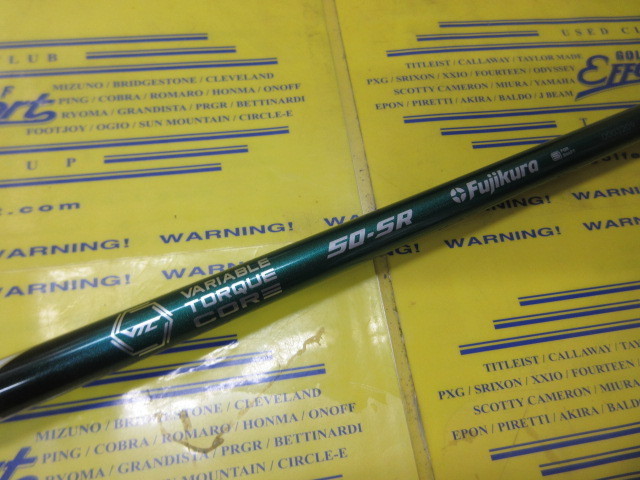 CLUB
USED CLUB
MIZUNO / BRIDGESTONE / CLEVELAND
PING / COBRA / ROMARO / HONMA / ONOFF
RYOMA / GRANDISTA / PRGR / BETTINARDI
FOOTJOY / OGIO / SUN MOUNTAIN / CIRCLE-E
TITLEIST / CALLAWAY / TAYLOR MADE
PXG / SRIXON / XXIO / FOURTEEN / ODYSSEY
SCOTTY CAMERON / MIURA / YAMAHA
EPON / PIRETTI / AKIRA / BALDO / J BEAM
UP
.com
WARNING!
WARNING!
WARNING!
WARNING!
WARNING!
WARNING!
Fujikura
50-SR
VARIABLE
TORQUE
CORE
VTC
TITLEIST / CALLAWAY / TAYLO
PXG / SRIXON / XXIO / FOURTEEN
SCOTTY CAMERON / MIURA
EPON / PIRETTI / AKIRA / BALDO
MIZUNO / BRIDGESTONE / CLEVELAND
PING / COBRA / ROMARO / HONMA / ONOFF
RYOMA / GRANDISTA / PRGR / BETTINARDI
MOUNTAIN / CIRCLE-E